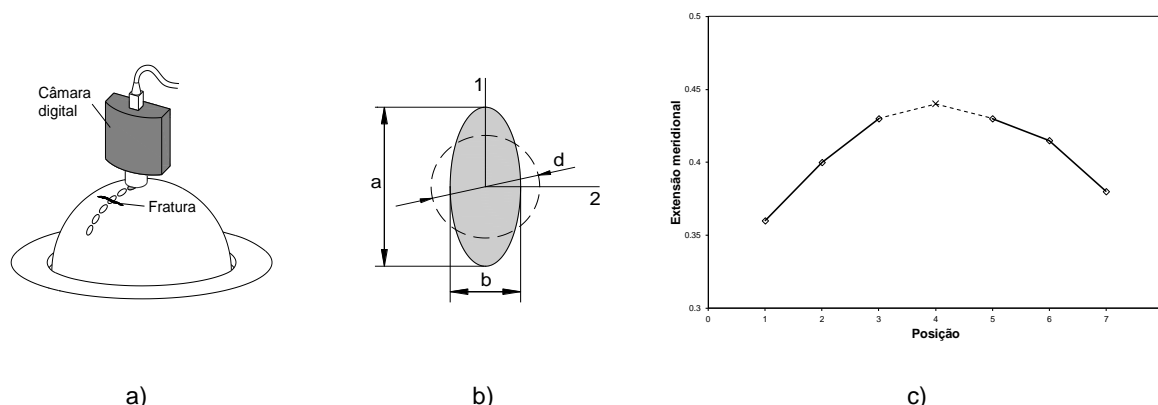 Câmara
digital
Fratura
a)
1
a
d
2
b
b)
0.5
0.45
0.4
0.35
0.3
Extensão meridional
0 1 2 3 4 5 6 7
Posição
c)